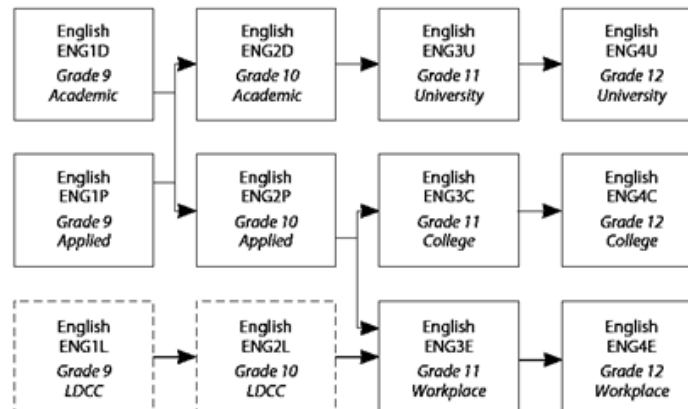 English
ENG1D
Grade 9
Academic
English
ENG2D
Grade 10
Academic
English
ENG3U
Grade 11
University
English
ENG4U
Grade 12
University
English
ENG1P
Grade 9
Applied
English
ENG2P
Grade 10
Applied
English
ENG3C
Grade 11
College
English
ENG4C
Grade 12
College
English
ENG1L
Grade 9
LDCC
English
ENG2L
Grade 10
LDCC
English
ENG3E
Grade 11
Workplace
English
ENG4E
Grade 12
Workplace